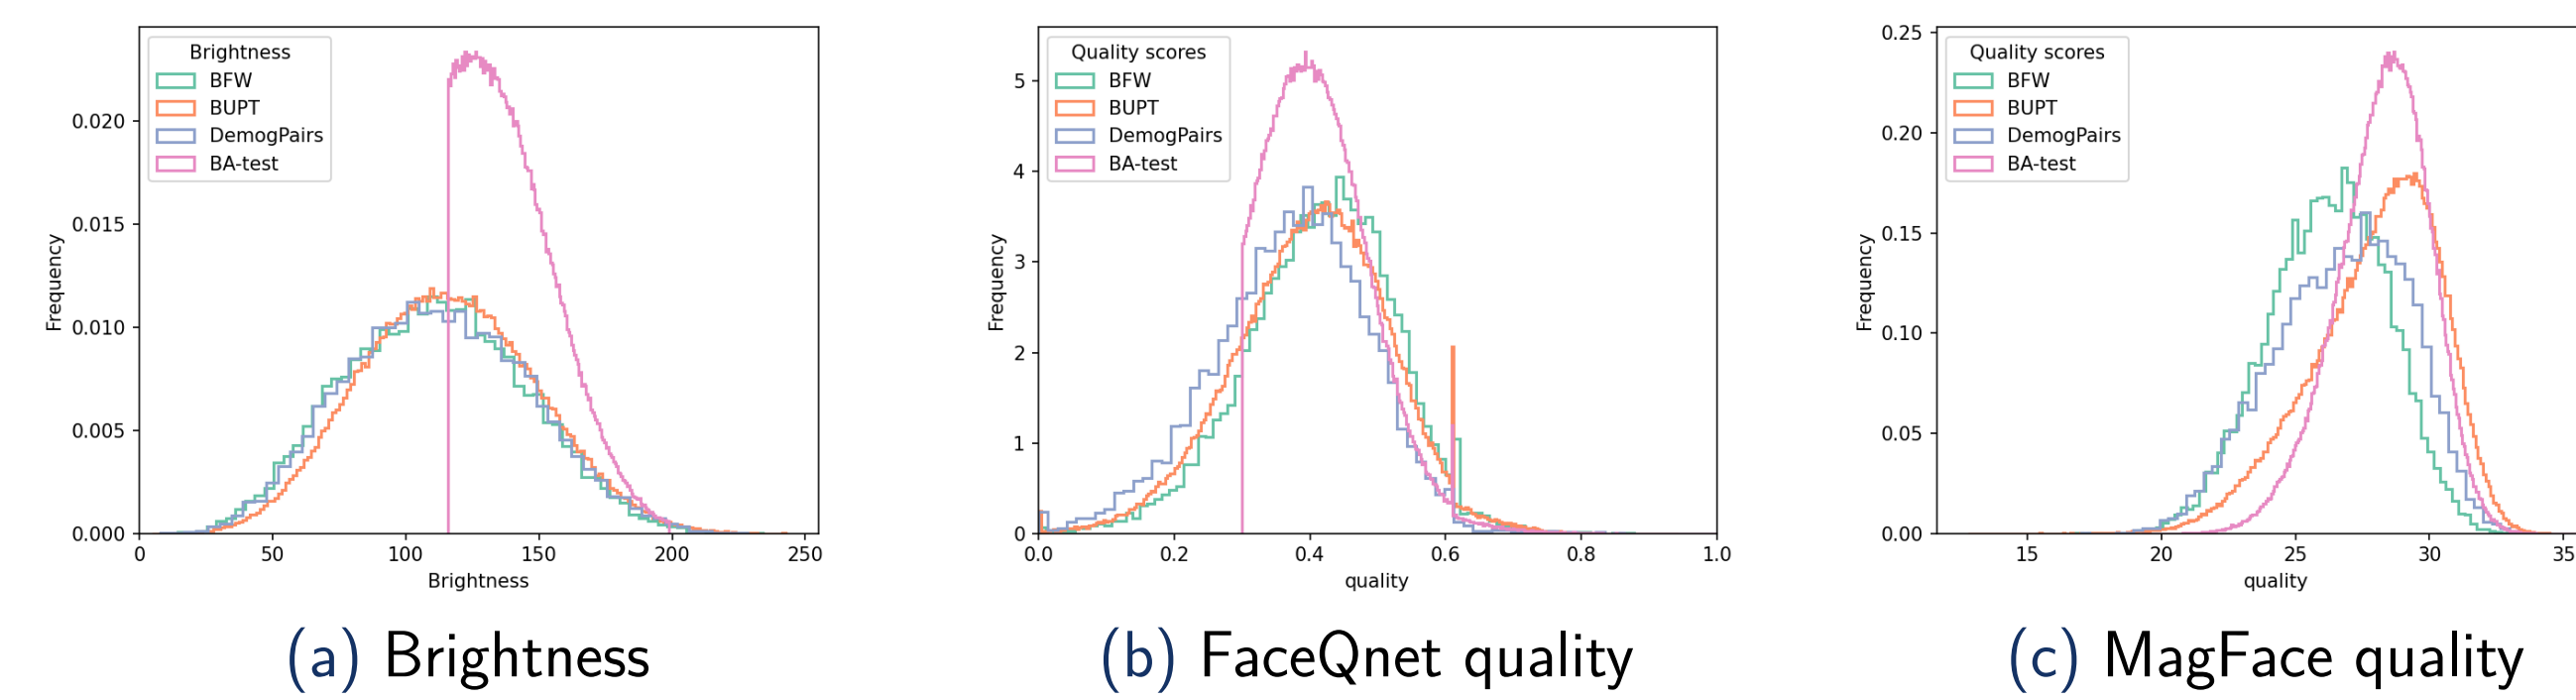 Brightness
BFW
BUPT
DemogPairs
BA-test
0.020
0.015
0.010
0.005
0.000
Frequency
0 50 100 150 200 250
Brightness
(a) Brightness
Quality scores
BFW
BUPT
DemogPairs
BA-test
5
4
3
2
1
0
Frequency
0.0 0.2 0.4 0.6 0.8 1.0
quality
(b) FaceQnet quality
Quality scores
BFW
BUPT
DemogPairs
BA-test
0.25
0.20
0.15
0.10
0.05
0.00
Frequency
15 20 25 30 35
quality
(c) MagFace quality